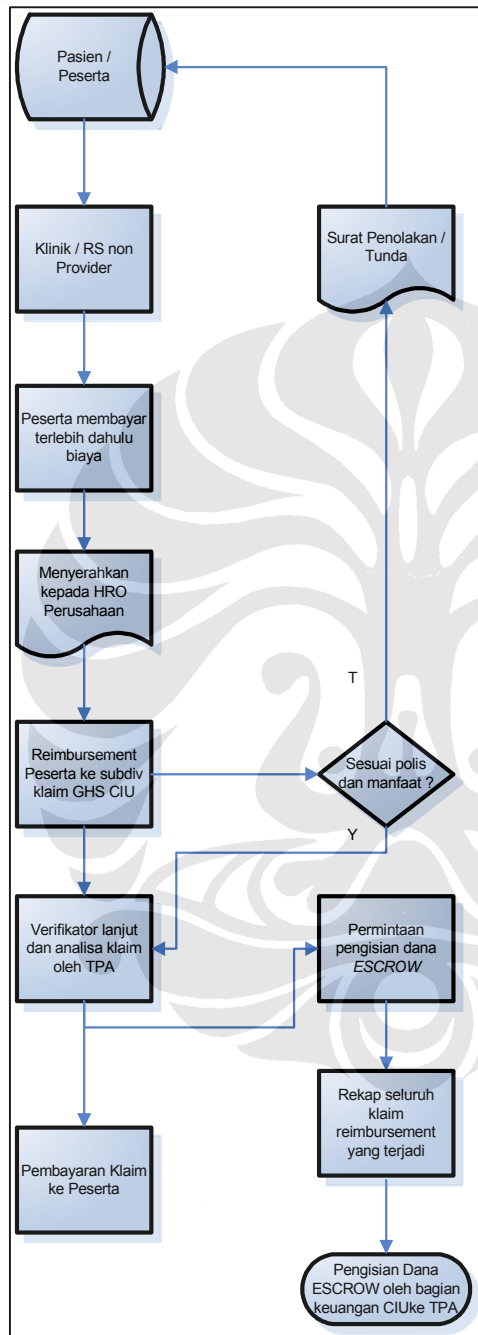 Pasien /
Peserta
Klinik / RS non
Provider
Surat Penolakan /
Tunda
Peserta membayar
terlebih dahulu
biaya
Menyerahkan
kepada HRO
Perusahaan
T
Reimbursement
Peserta ke subdiv
klaim GHS CIU
Sesuai polis
dan manfaat ?
Y
Verifikator lanjut
dan analisa klaim
oleh TPA
Permintaan
pengisian dana
ESCROW
Rekap seluruh
klaim
reimbursement
yang terjadi
Pembayaran Klaim
ke Peserta
Pengisian Dana
ESCROW oleh bagian
keuangan CIUke TPA